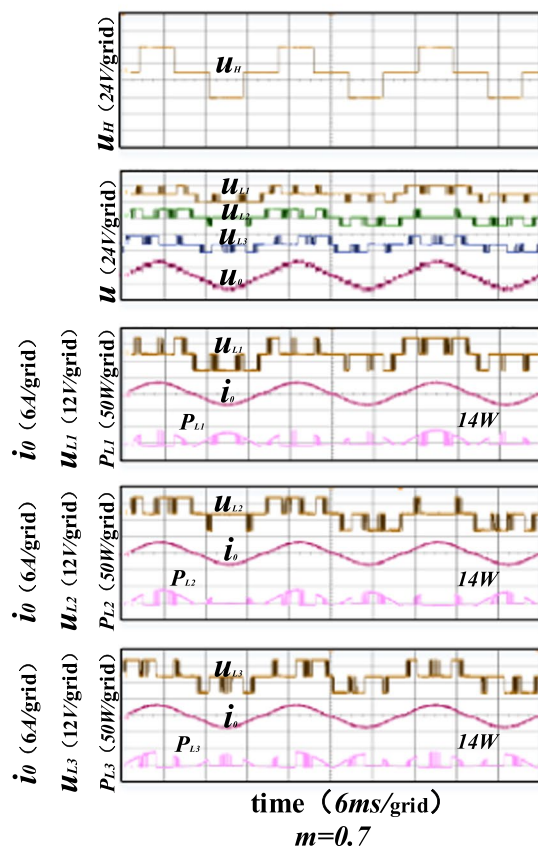 u_H (24V/grid)
u_H
u (24V/grid)
u_L1
u_L2
u_L3
u_0
i_0 (6A/grid)
u_L1 (12V/grid)
P_L1 (50W/grid)
u_L1
i_0
P_L1
14W
i_0 (6A/grid)
u_L2 (12V/grid)
P_L2 (50W/grid)
u_L2
i_0
P_L2
14W
i_0 (6A/grid)
u_L3 (12V/grid)
P_L3 (50W/grid)
u_L3
i_0
P_L3
14W
time (6ms/grid)
m=0.7